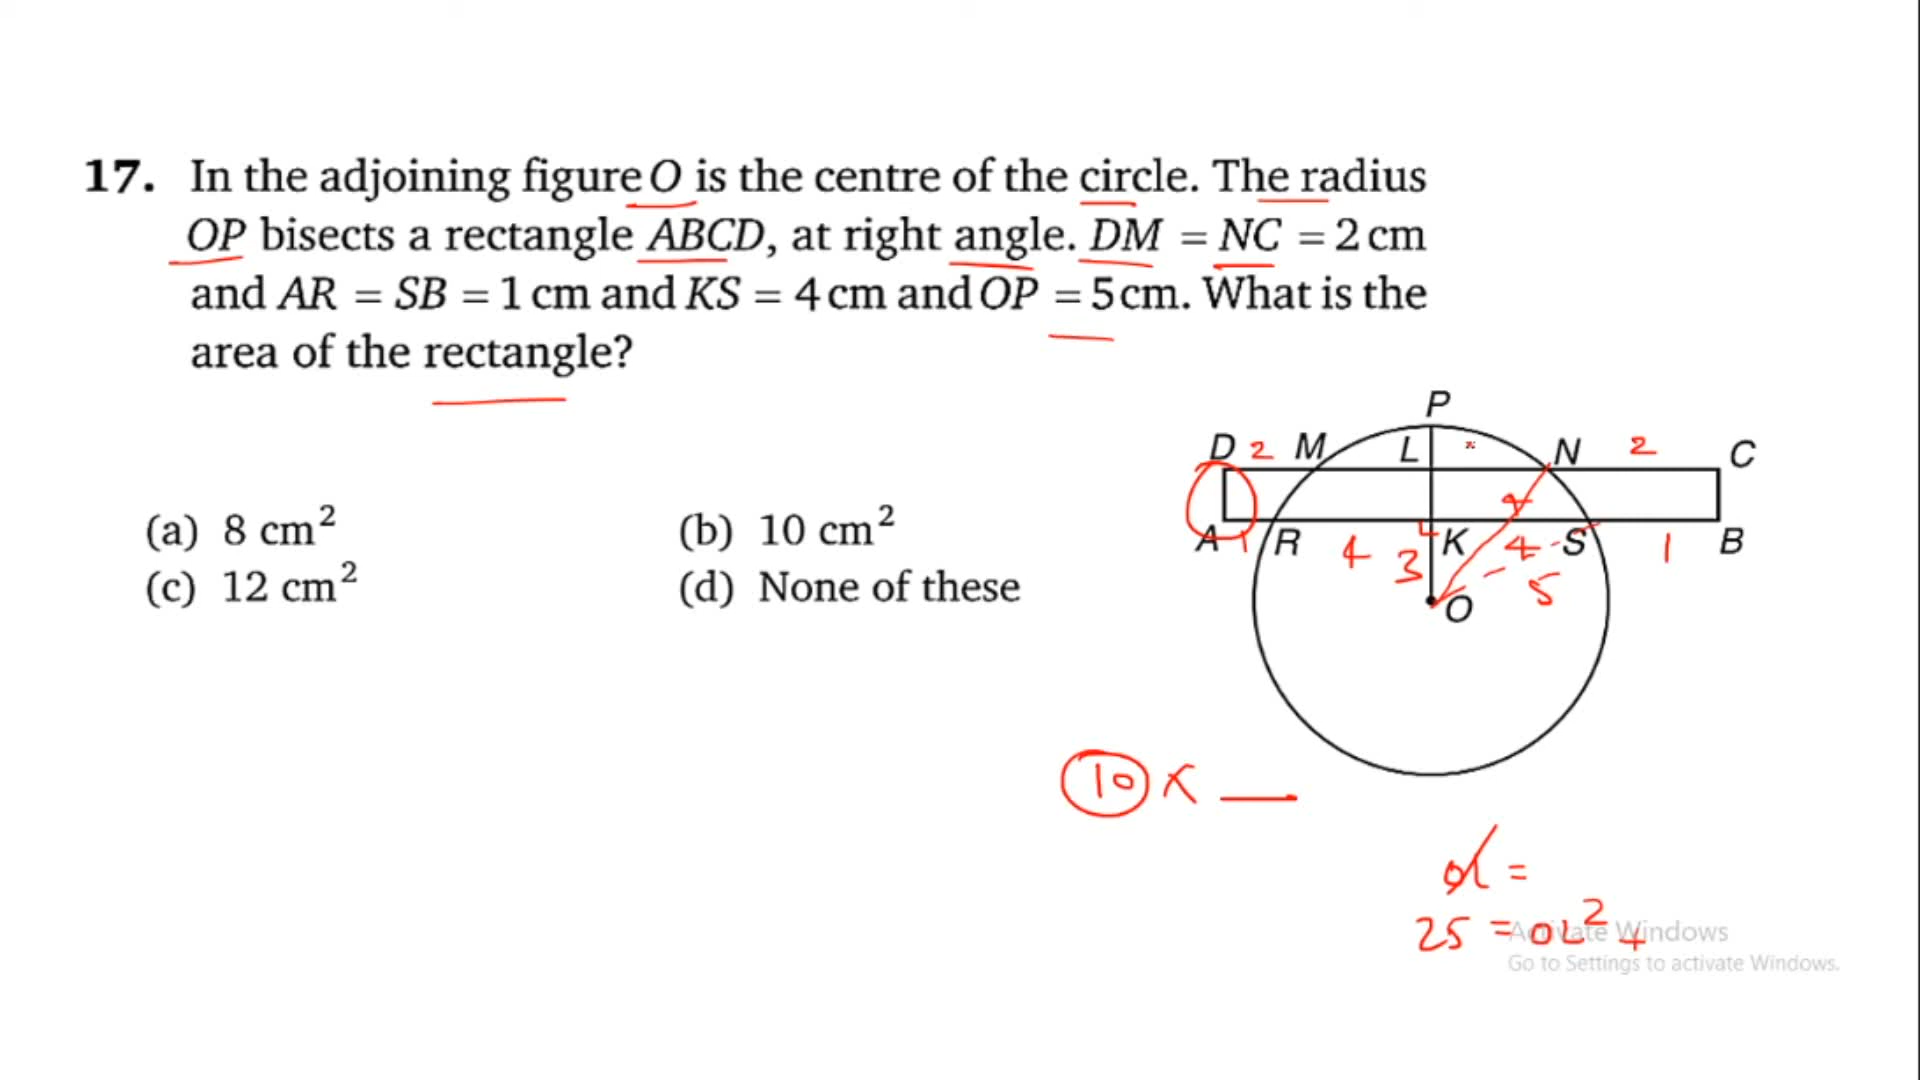 17. In the adjoining figure O is the centre of the circle. The radius
OP bisects a rectangle ABCD, at right angle. DM = NC = 2 cm
and AR = SB = 1 cm and KS = 4 cm and OP = 5 cm. What is the
area of the rectangle?
(a) 8 cm² (b) 10 cm²
(c) 12 cm² (d) None of these
P
D 2 M L N 2 C
A 1 R 4 3 K 4 S 1 B
5
O
10 ×
OL =
25 = OL² +
Activate Windows
Go to Settings to activate Windows.